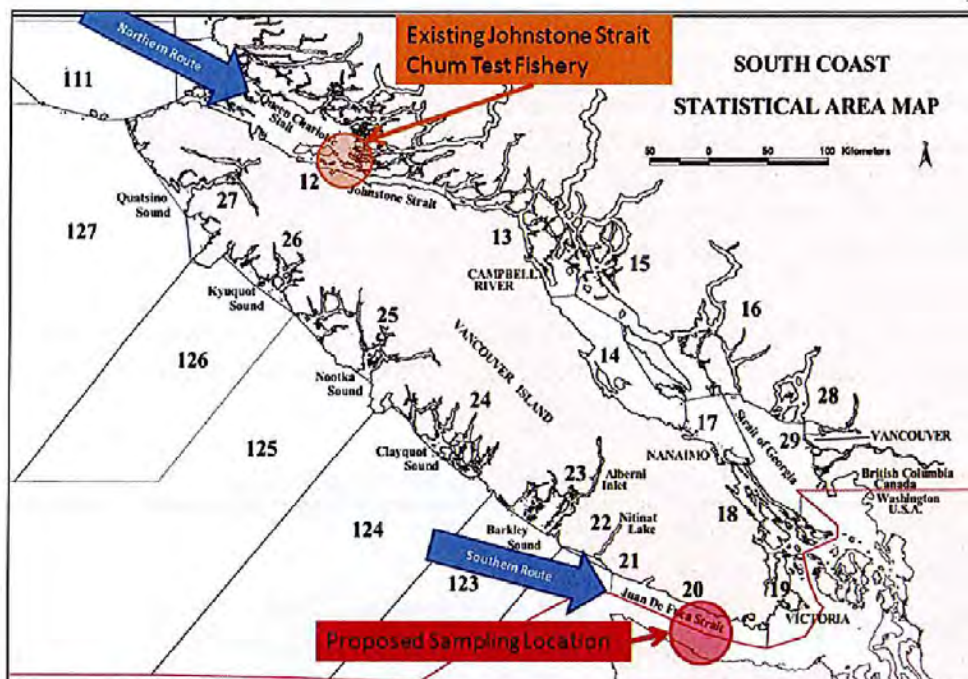 Northern Route
Existing Johnstone Strait
Chum Test Fishery
SOUTH COAST
STATISTICAL AREA MAP
50 0 50 100 Kilometers
N
111
Queen Charlotte
Strait
12
Johnstone Strait
13
CAMPBELL
RIVER
15
16
127
Quatsino
Sound
27
26
Kyuquot
Sound
126
25
Nootka
Sound
VANCOUVER ISLAND
14
28
125
24
Clayquot
Sound
17
NANAIMO
Strait of Georgia
29
VANCOUVER
British Columbia
Canada
Washington
U.S.A.
124
23
Alberni
Inlet
Barkley
Sound
22
Nitinat
Lake
18
Southern Route
123
21
20
Juan De Fuca Strait
19
VICTORIA
Proposed Sampling Location